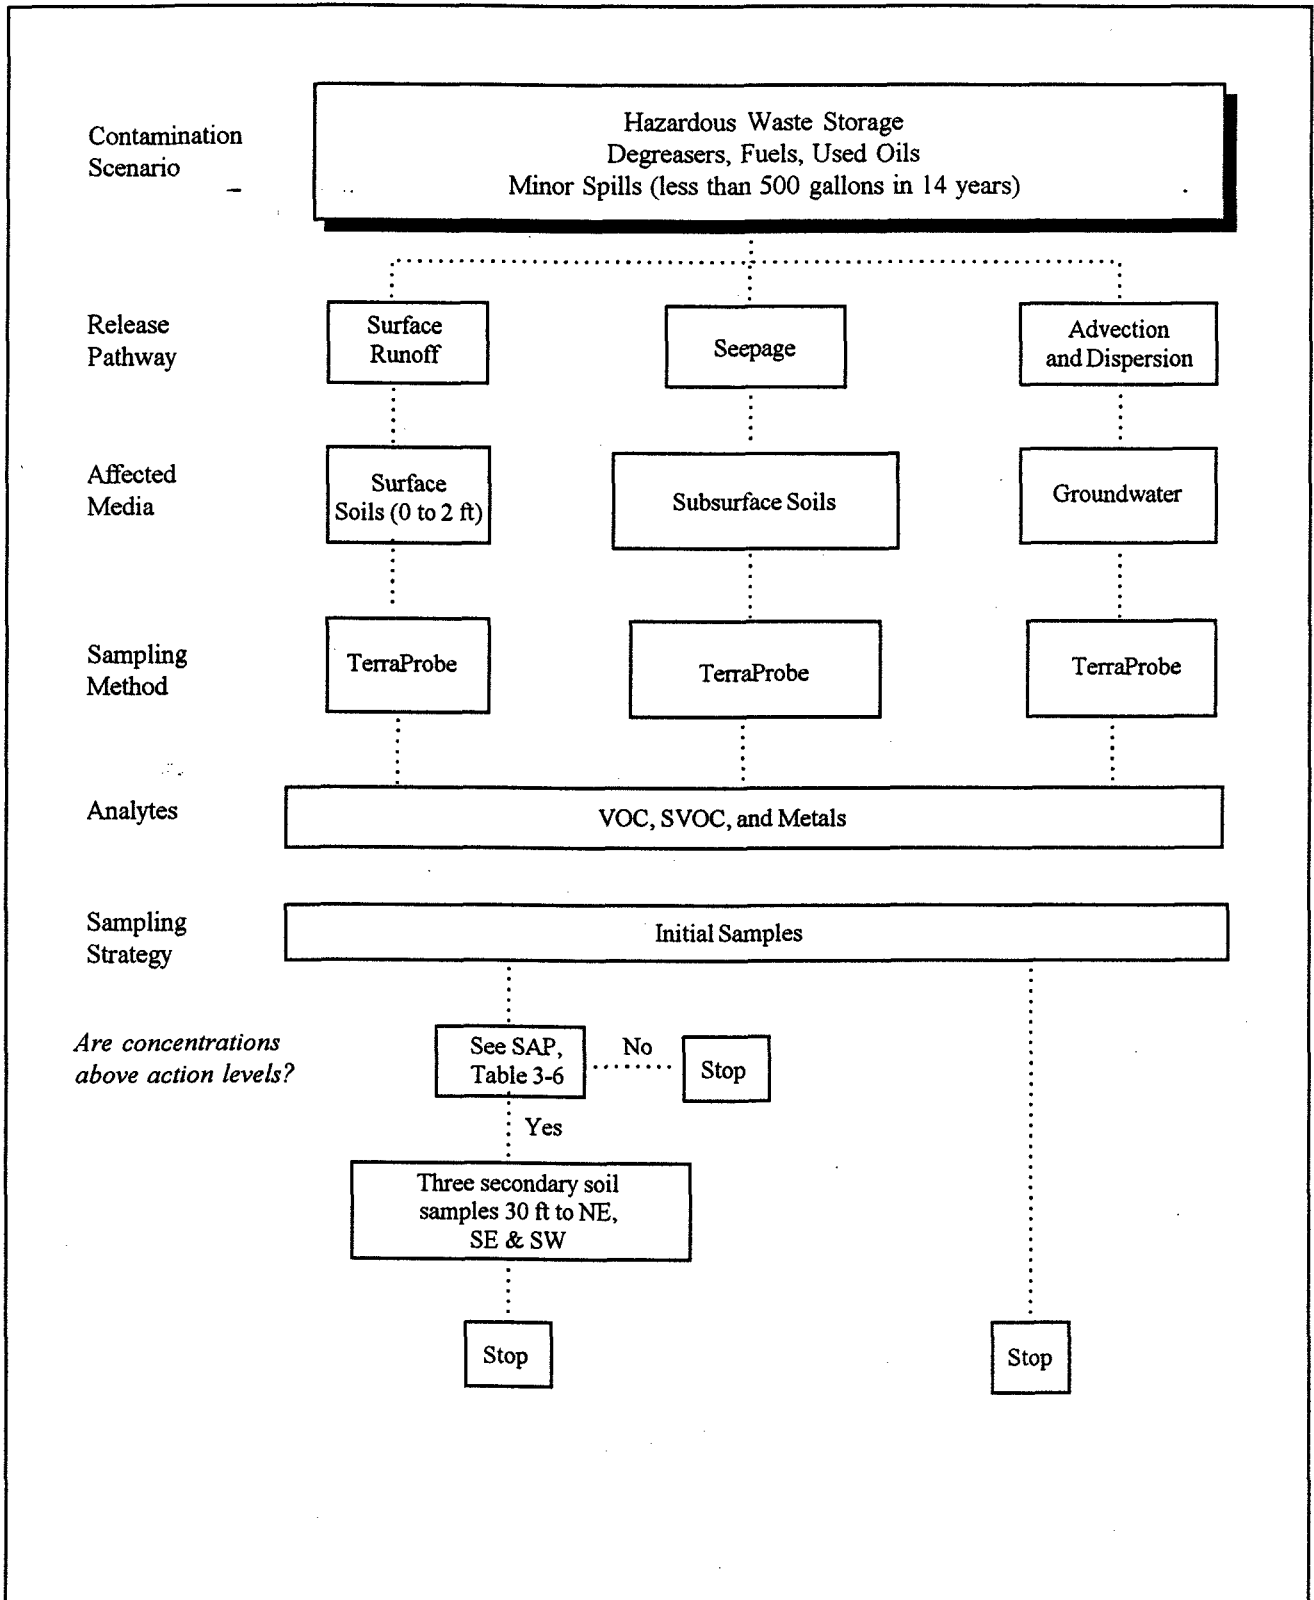 Contamination
Scenario
Hazardous Waste Storage
Degreasers, Fuels, Used Oils
Minor Spills (less than 500 gallons in 14 years)
Release
Pathway
Surface
Runoff
Seepage
Advection
and Dispersion
Affected
Media
Surface
Soils (0 to 2 ft)
Subsurface Soils
Groundwater
Sampling
Method
TerraProbe
TerraProbe
TerraProbe
Analytes
VOC, SVOC, and Metals
Sampling
Strategy
Initial Samples
Are concentrations
above action levels?
See SAP,
Table 3-6
No
Stop
Yes
Three secondary soil
samples 30 ft to NE,
SE & SW
Stop
Stop